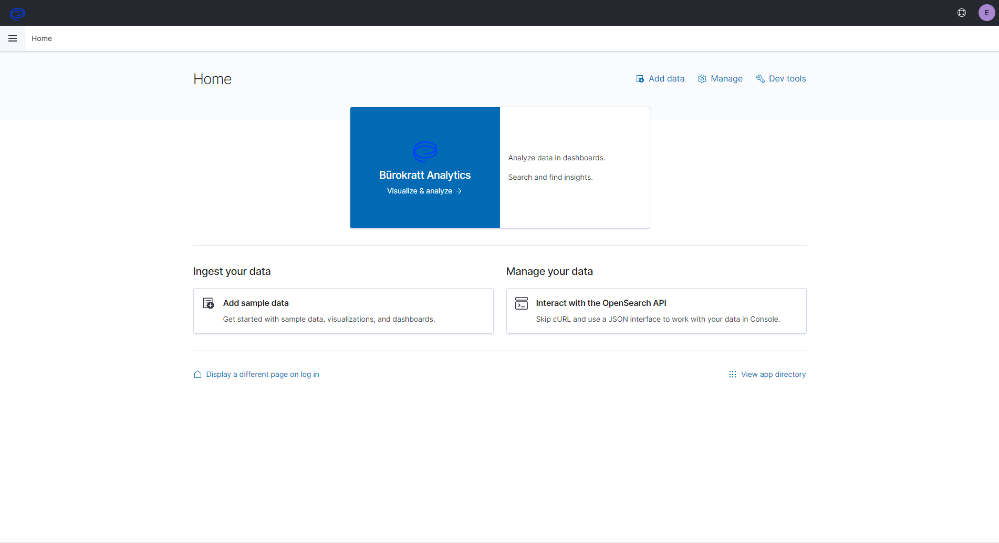 E
Home
Home
Add data
Manage
Dev tools
Bürokratt Analytics
Visualize & analyze
Analyze data in dashboards.
Search and find insights.
Ingest your data
Add sample data
Get started with sample data, visualizations, and dashboards.
Manage your data
Interact with the OpenSearch API
Skip cURL and use a JSON interface to work with your data in Console.
Display a different page on log in
View app directory